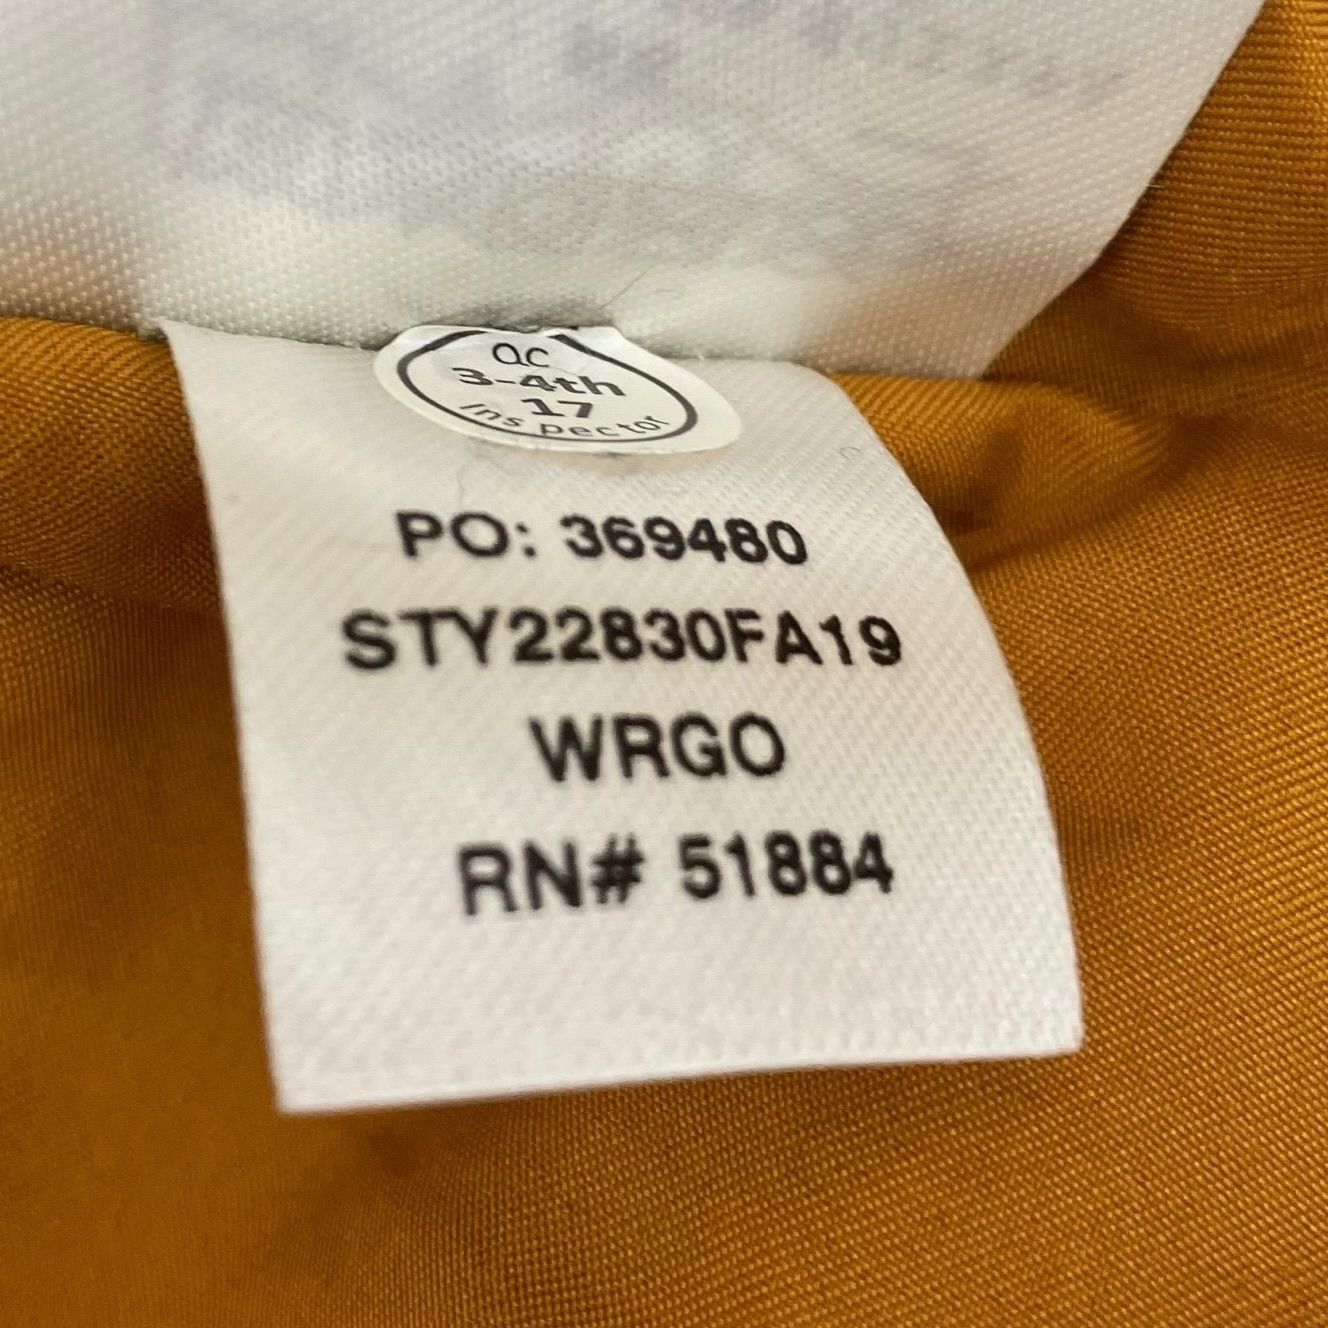 QC
3-4th
17
inspector
PO: 369480
STY22830FA19
WRGO
RN# 51884